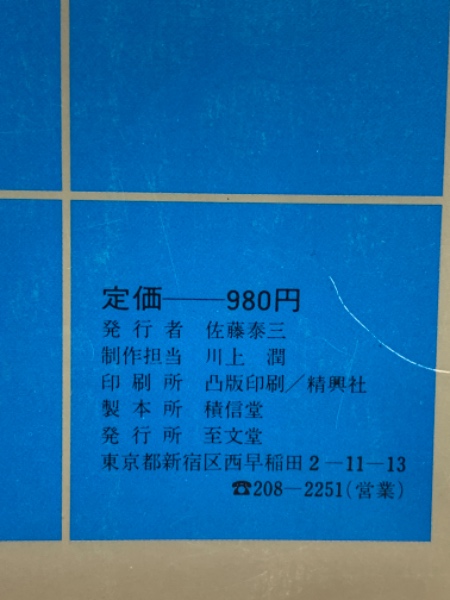 定価——980円
発行者 佐藤泰三
制作担当 川上 潤
印刷所 凸版印刷／精興社
製本所 積信堂
発行所 至文堂
東京都新宿区西早稲田2－11－13
☎208－2251（営業）